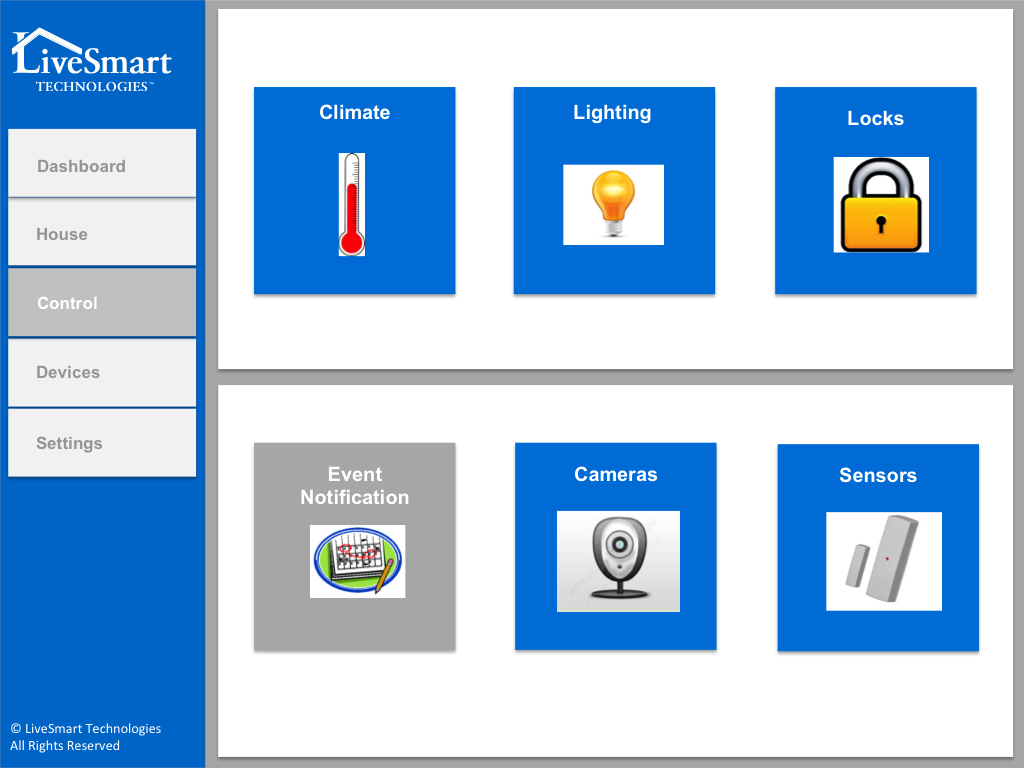 LiveSmart
TECHNOLOGIES™
Dashboard
House
Control
Devices
Settings
© LiveSmart Technologies
All Rights Reserved
Climate
Lighting
Locks
Event
Notification
Cameras
Sensors